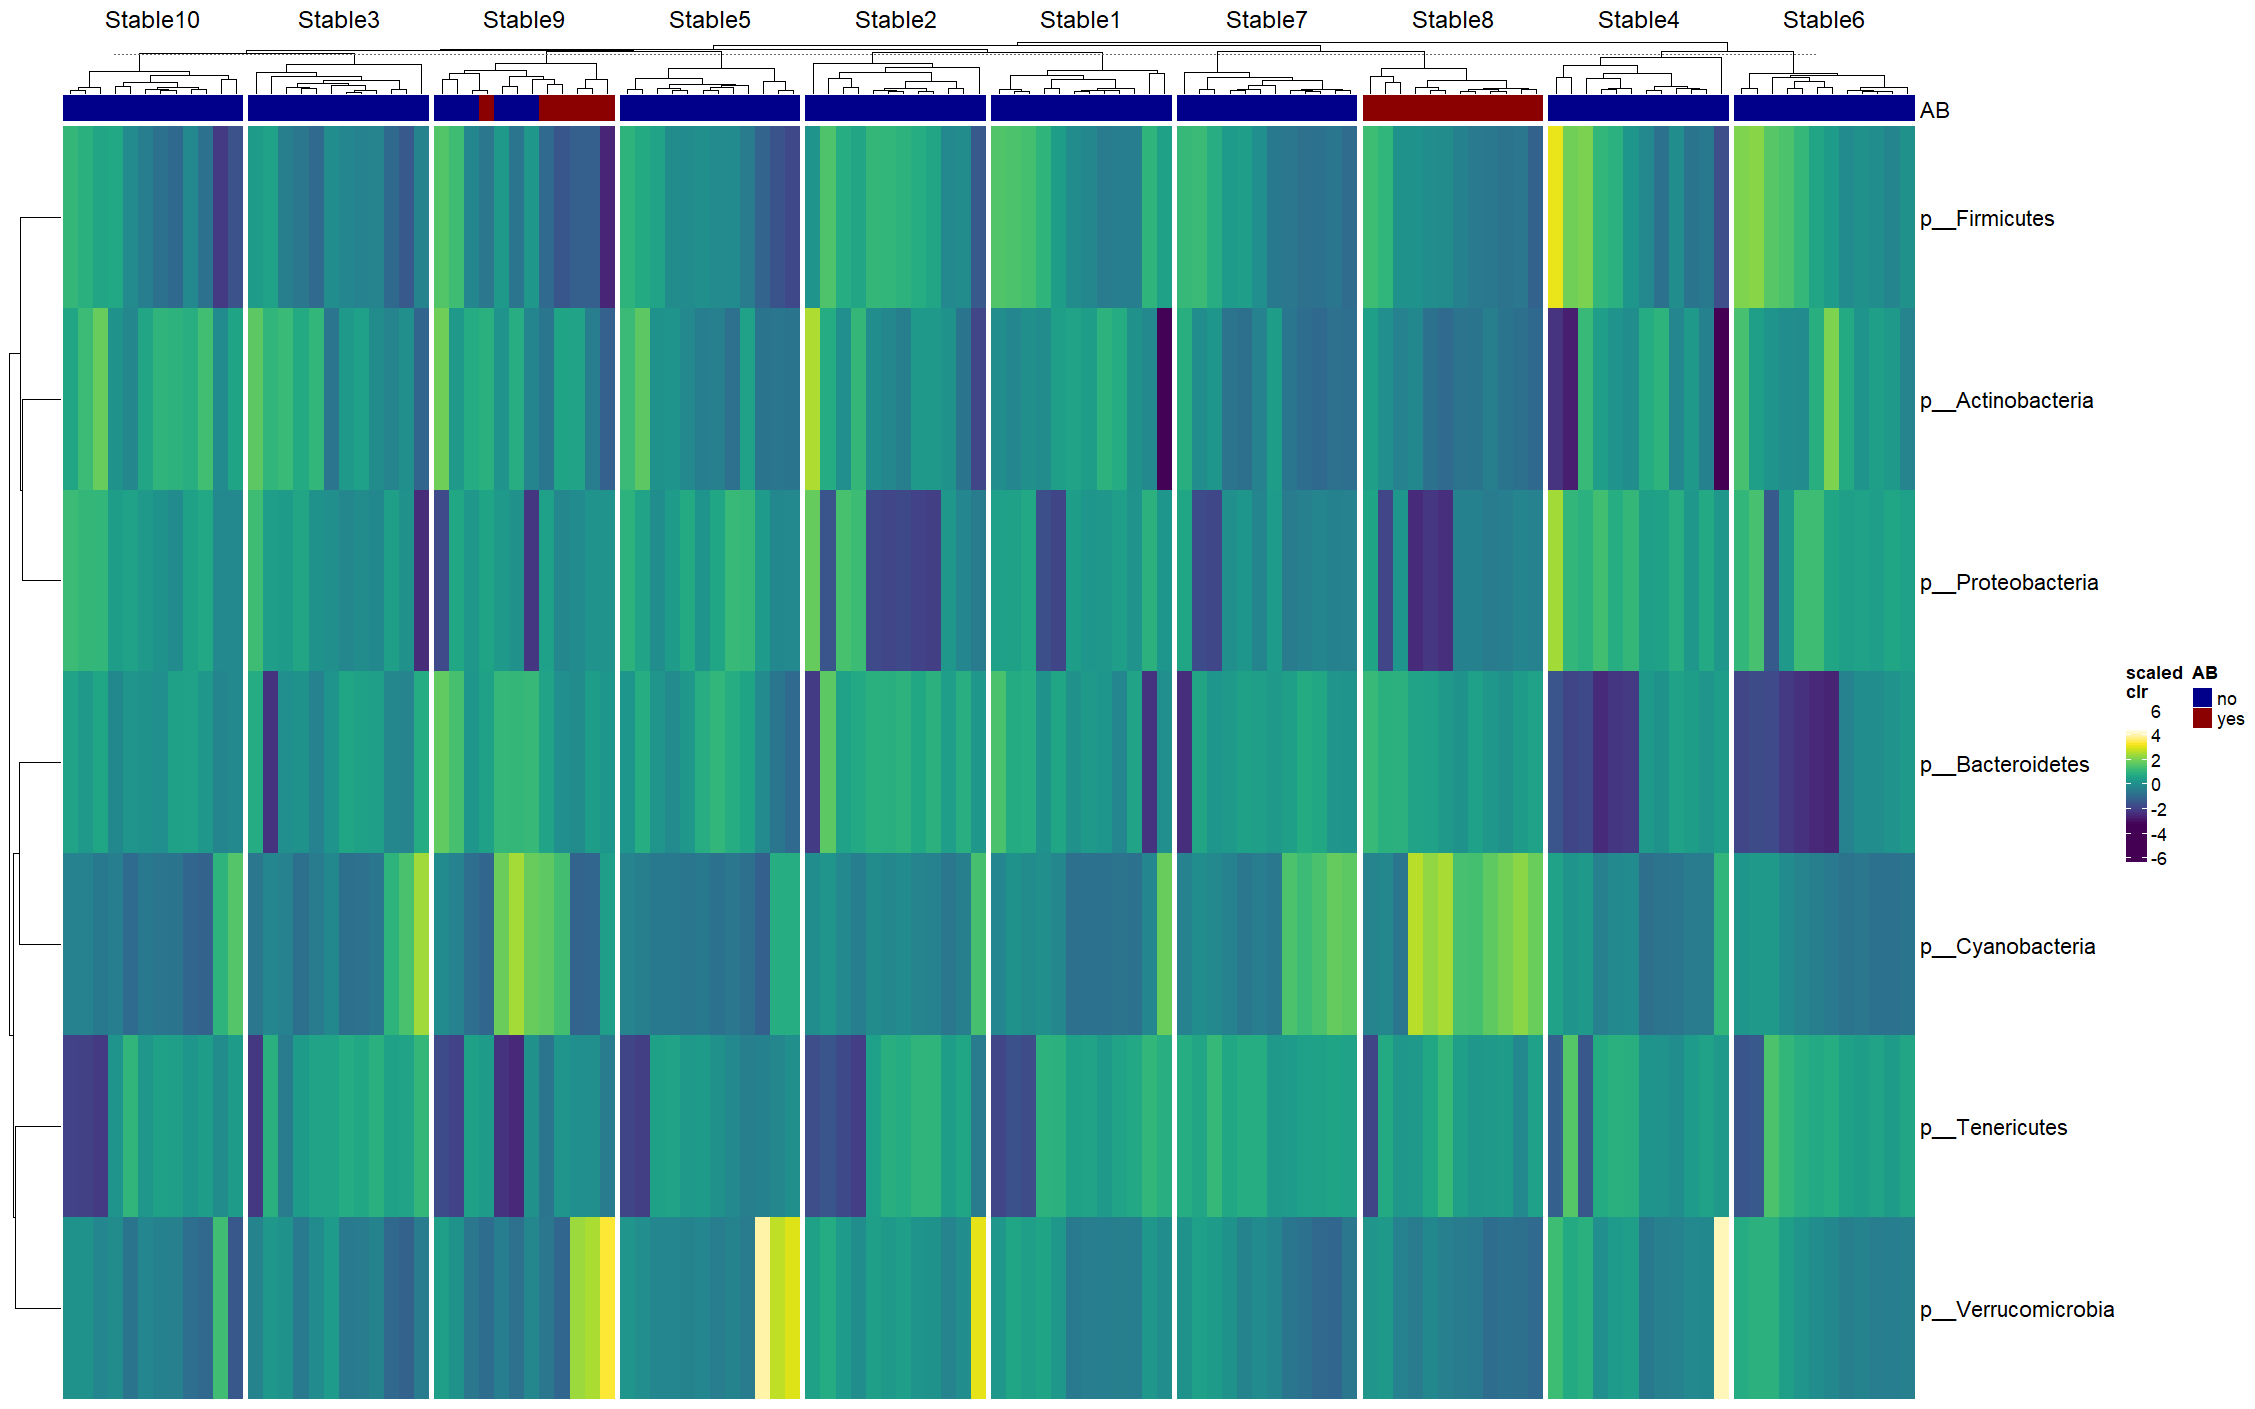 Stable10 Stable3 Stable9 Stable5 Stable2 Stable1 Stable7 Stable8 Stable4 Stable6
AB
p__Firmicutes
p__Actinobacteria
p__Proteobacteria
p__Bacteroidetes
p__Cyanobacteria
p__Tenericutes
p__Verrucomicrobia
scaled
clr
6
4
2
0
-2
-4
-6
AB
no
yes